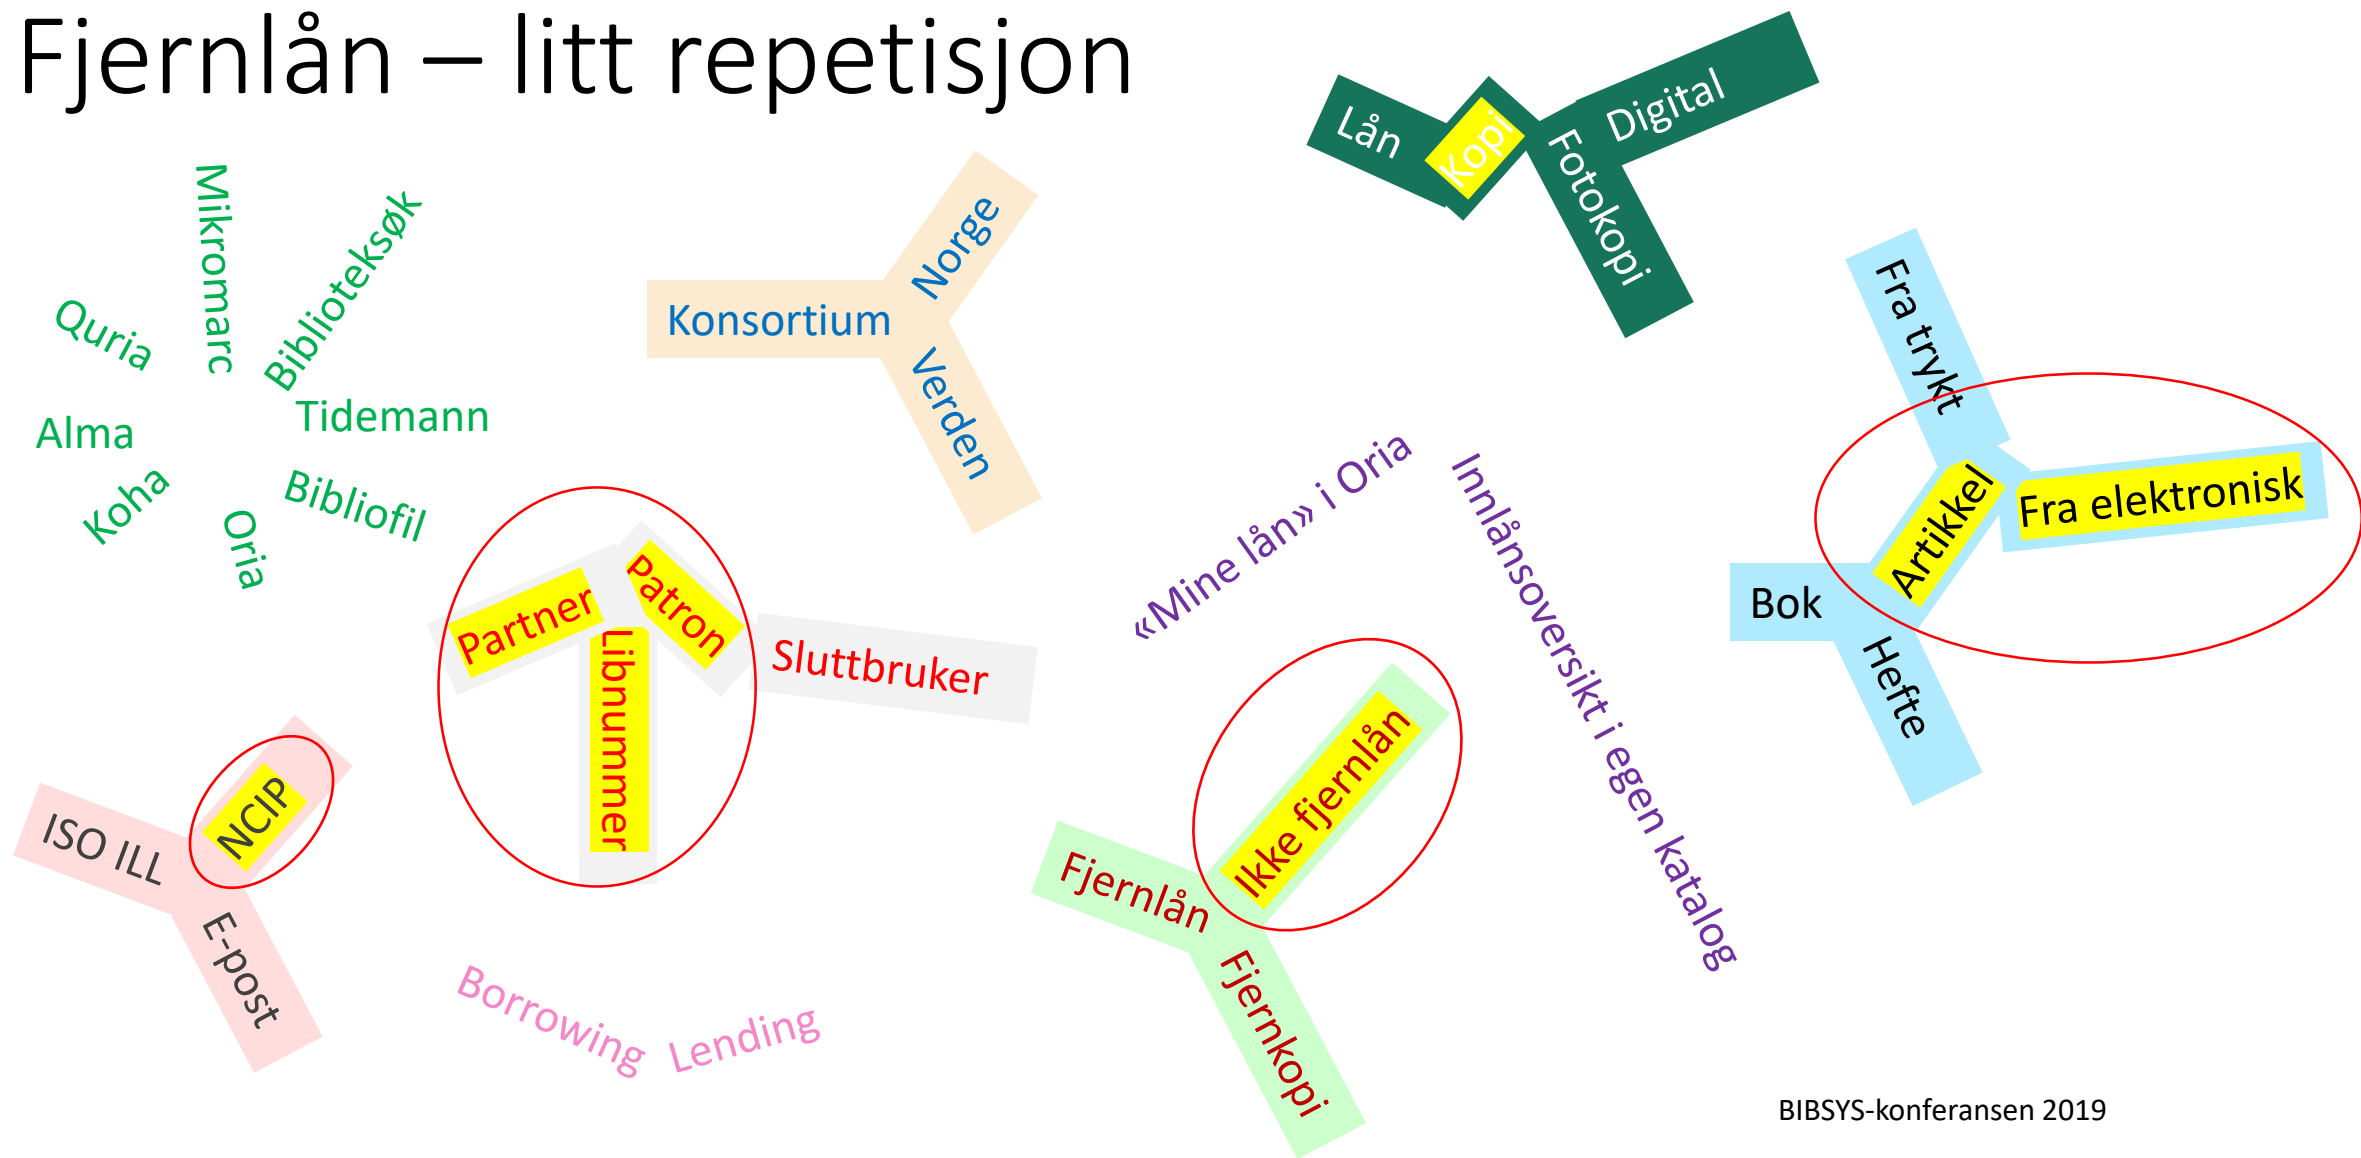 Fjernlån – litt repetisjon
Lån
Kopi
Digital
Fotokopi
Mikromarc
Biblioteksøk
Quria
Tidemann
Alma
Koha
Oria
Bibliofil
Norge
Konsortium
Verden
Fra trykt
Artikkel
Fra elektronisk
Bok
Hefte
«Mine lån» i Oria
Innlånsoversikt i egen katalog
Partner
Patron
Libnummer
Sluttbruker
NCIP
ISO ILL
E-post
Ikke fjernlån
Fjernlån
Fjernkopi
Borrowing
Lending
BIBSYS-konferansen 2019